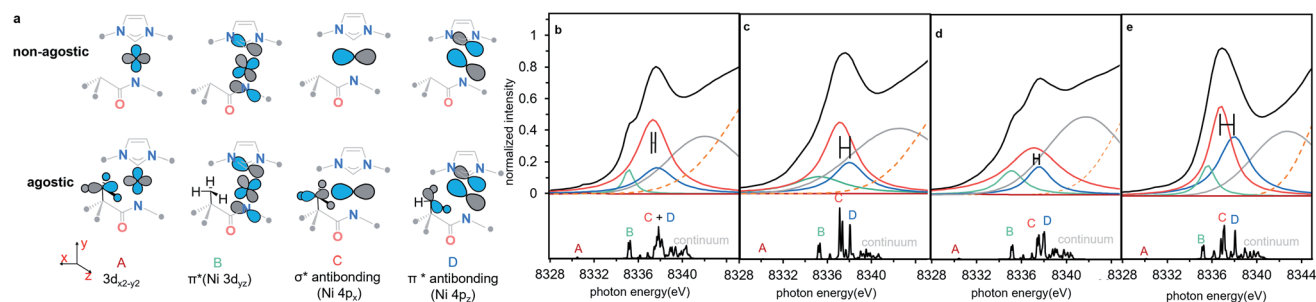 a
non-agostic
N
N
N
N
N
N
N
N
N
N
N
N
O
O
O
O
agostic
N
N
N
N
N
N
N
N
H
H
H
H
N
N
N
N
O
O
O
O
y
x
z
A
B
C
D
3d x2-y2
π*(Ni 3dyz)
σ* antibonding
(Ni 4px)
π * antibonding
(Ni 4pz)
normalized intensity
1
0.8
0.6
0.4
0.2
0
b
A
B
C + D
continuum
8328 8332 8336 8340
photon energy(eV)
c
A
B
C
D
continuum
8328 8332 8336 8340
photon energy(eV)
d
A
B
C
D
continuum
8328 8332 8336 8340
photon energy(eV)
e
A
B
C
D
continuum
8328 8332 8336 8340 8344
photon energy(eV)